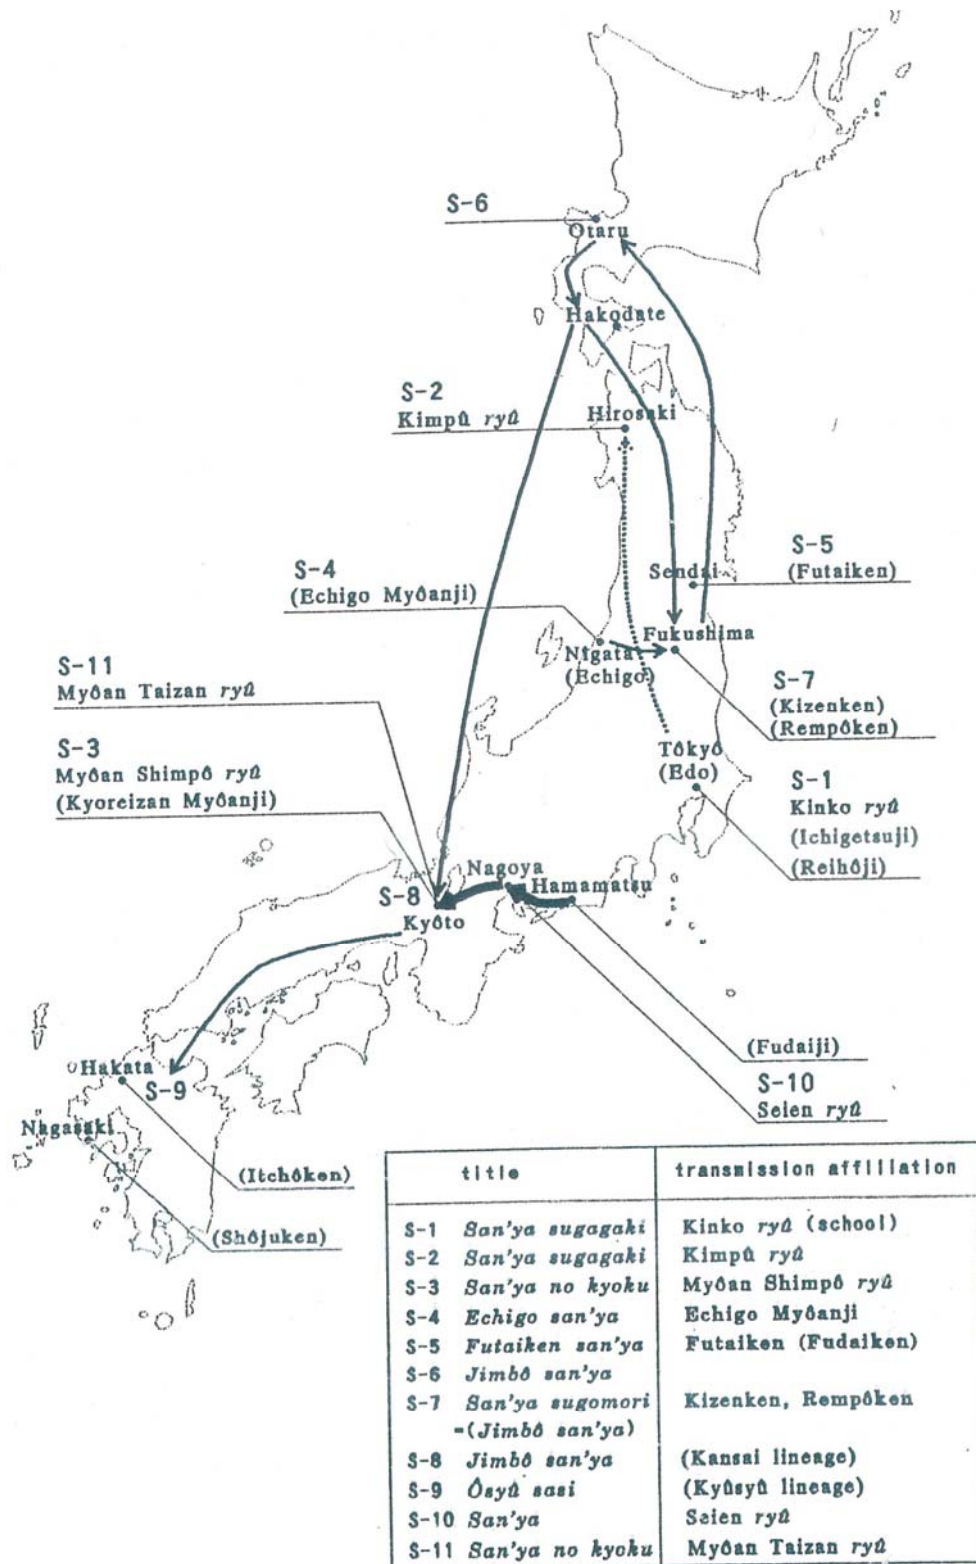 S-6
Otaru
Hakodate
S-2
Kimpû ryû
Hirosaki
S-5
(Futaiken)
Sendai
S-4
(Echigo Myôanji)
Fukushima
Nîgata
(Echigo)
S-7
(Kizenken)
(Rempôken)
S-11
Myôan Taizan ryû
S-3
Myôan Shimpô ryû
(Kyoreizan Myôanji)
Tôkyô
(Edo)
S-1
Kinko ryû
(Ichigetsuji)
(Reihôji)
Nagoya
Hamamatsu
S-8
Kyôto
(Fudaiji)
S-10
Seien ryû
Hakata
S-9
Nagasaki
(Itchôken)
(Shôjuken)
title transmission affiliation
S-1 San'ya sugagaki Kinko ryû (school)
S-2 San'ya sugagaki Kimpû ryû
S-3 San'ya no kyoku Myôan Shimpô ryû
S-4 Echigo san'ya Echigo Myôanji
S-5 Futaiken san'ya Futaiken (Fudaiken)
S-6 Jimbô san'ya
S-7 San'ya sugomori Kizenken, Rempôken
=(Jimbô san'ya)
S-8 Jimbô san'ya (Kansai lineage)
S-9 Ôsyû sasi (Kyûsyû lineage)
S-10 San'ya Seien ryû
S-11 San'ya no kyoku Myôan Taizan ryû